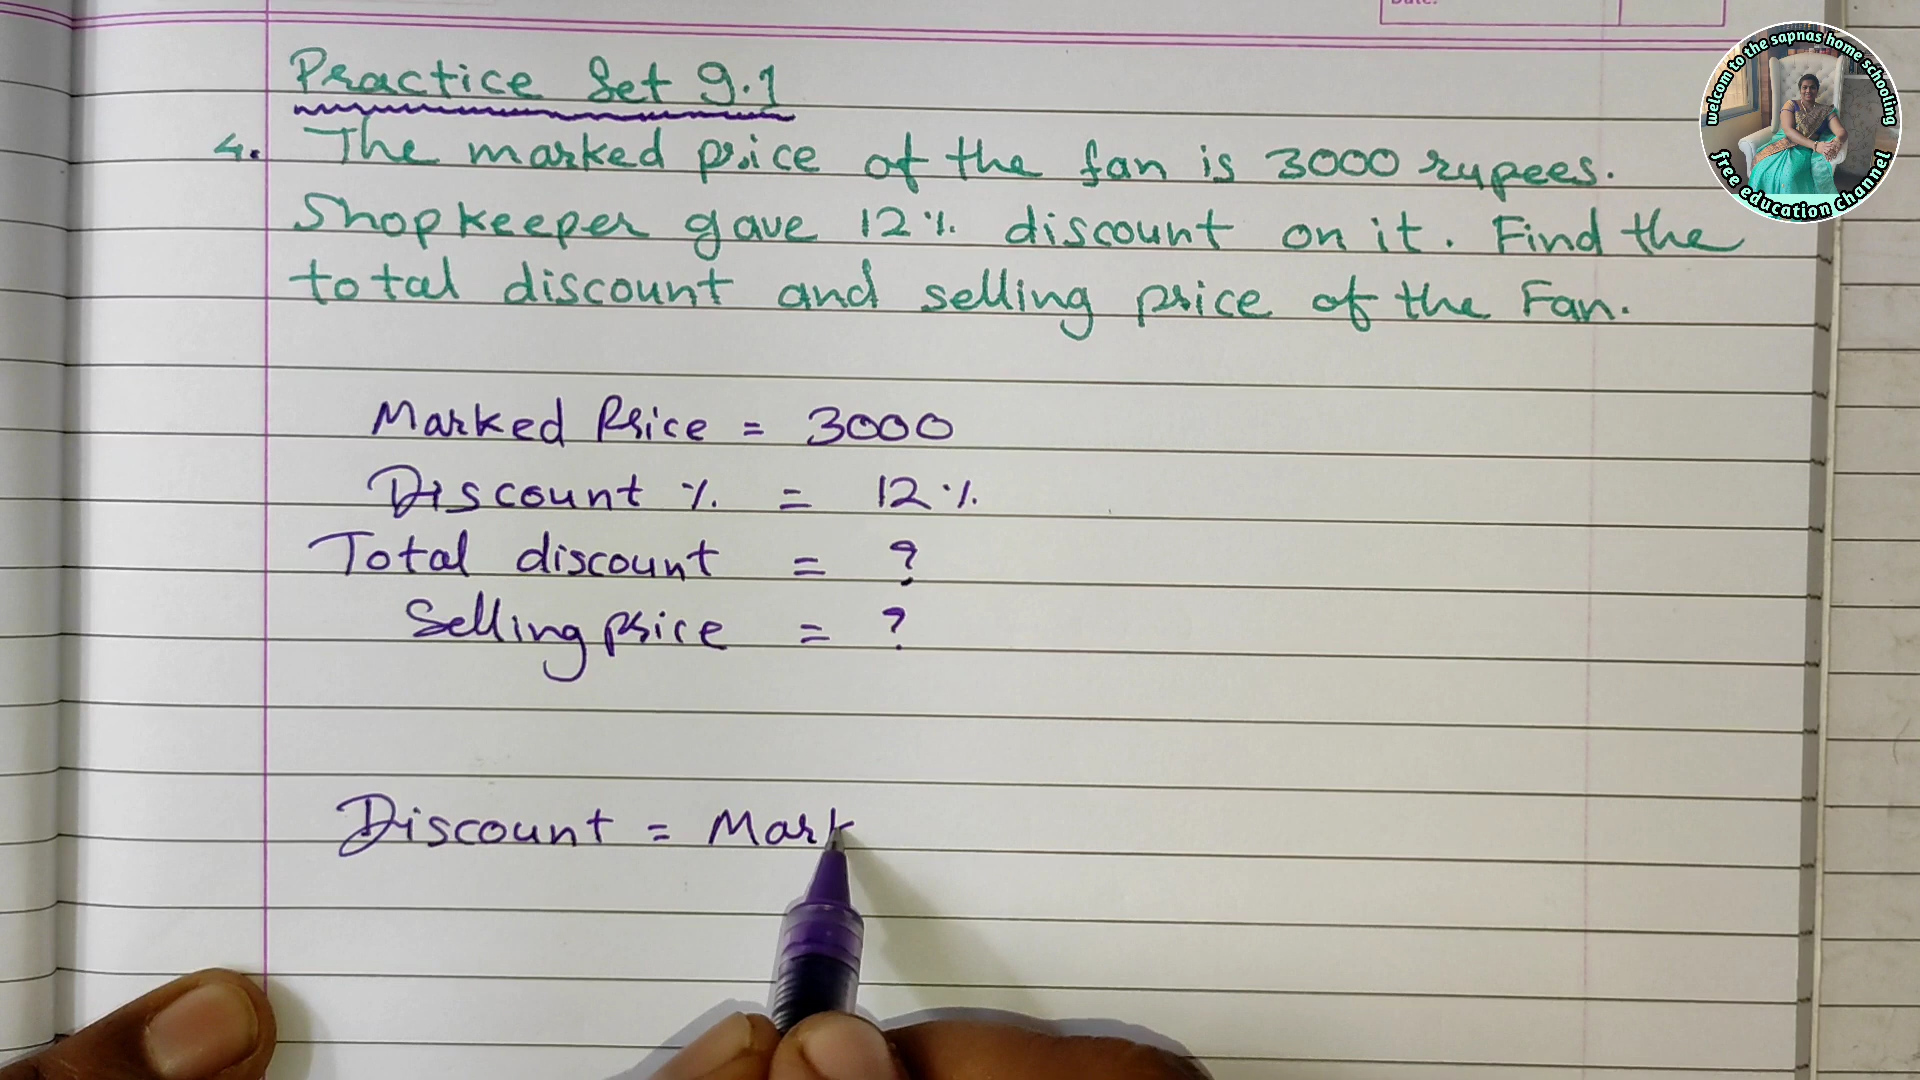 Date:
welcom to the sapnas home schooling
free education channel
Practice Set 9.1
4. The marked price of the fan is 3000 rupees.
Shopkeeper gave 12% discount on it. Find the
total discount and selling price of the Fan.
Marked Price = 3000
Discount % = 12%
Total discount = ?
Selling price = ?
Discount = Mark